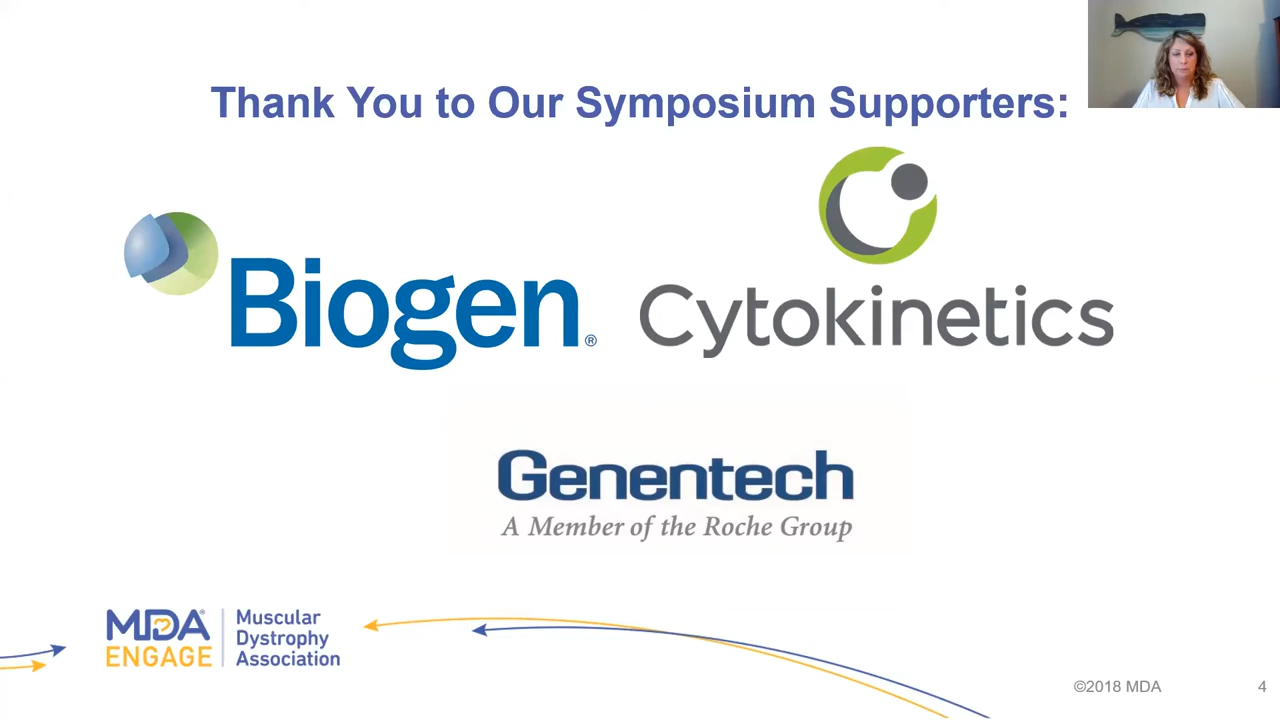 Thank You to Our Symposium Supporters:
Biogen®
Cytokinetics
Genentech
A Member of the Roche Group
MDA®
ENGAGE
Muscular
Dystrophy
Association
©2018 MDA
4